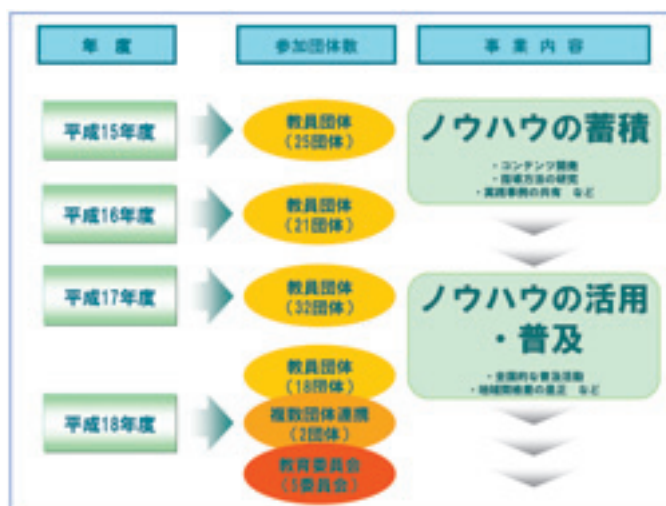 年度
参加団体数
事業内容
平成15年度
教員団体
(25団体)
ノウハウの蓄積
・コンテンツ開発
・指導方法の研究
・実践事例の共有 など
平成16年度
教員団体
(21団体)
平成17年度
教員団体
(32団体)
ノウハウの活用
・普及
・全国的な普及活動
・地域間格差の是正 など
平成18年度
教員団体
(18団体)
複数団体連携
(2団体)
教育委員会
(5委員会)